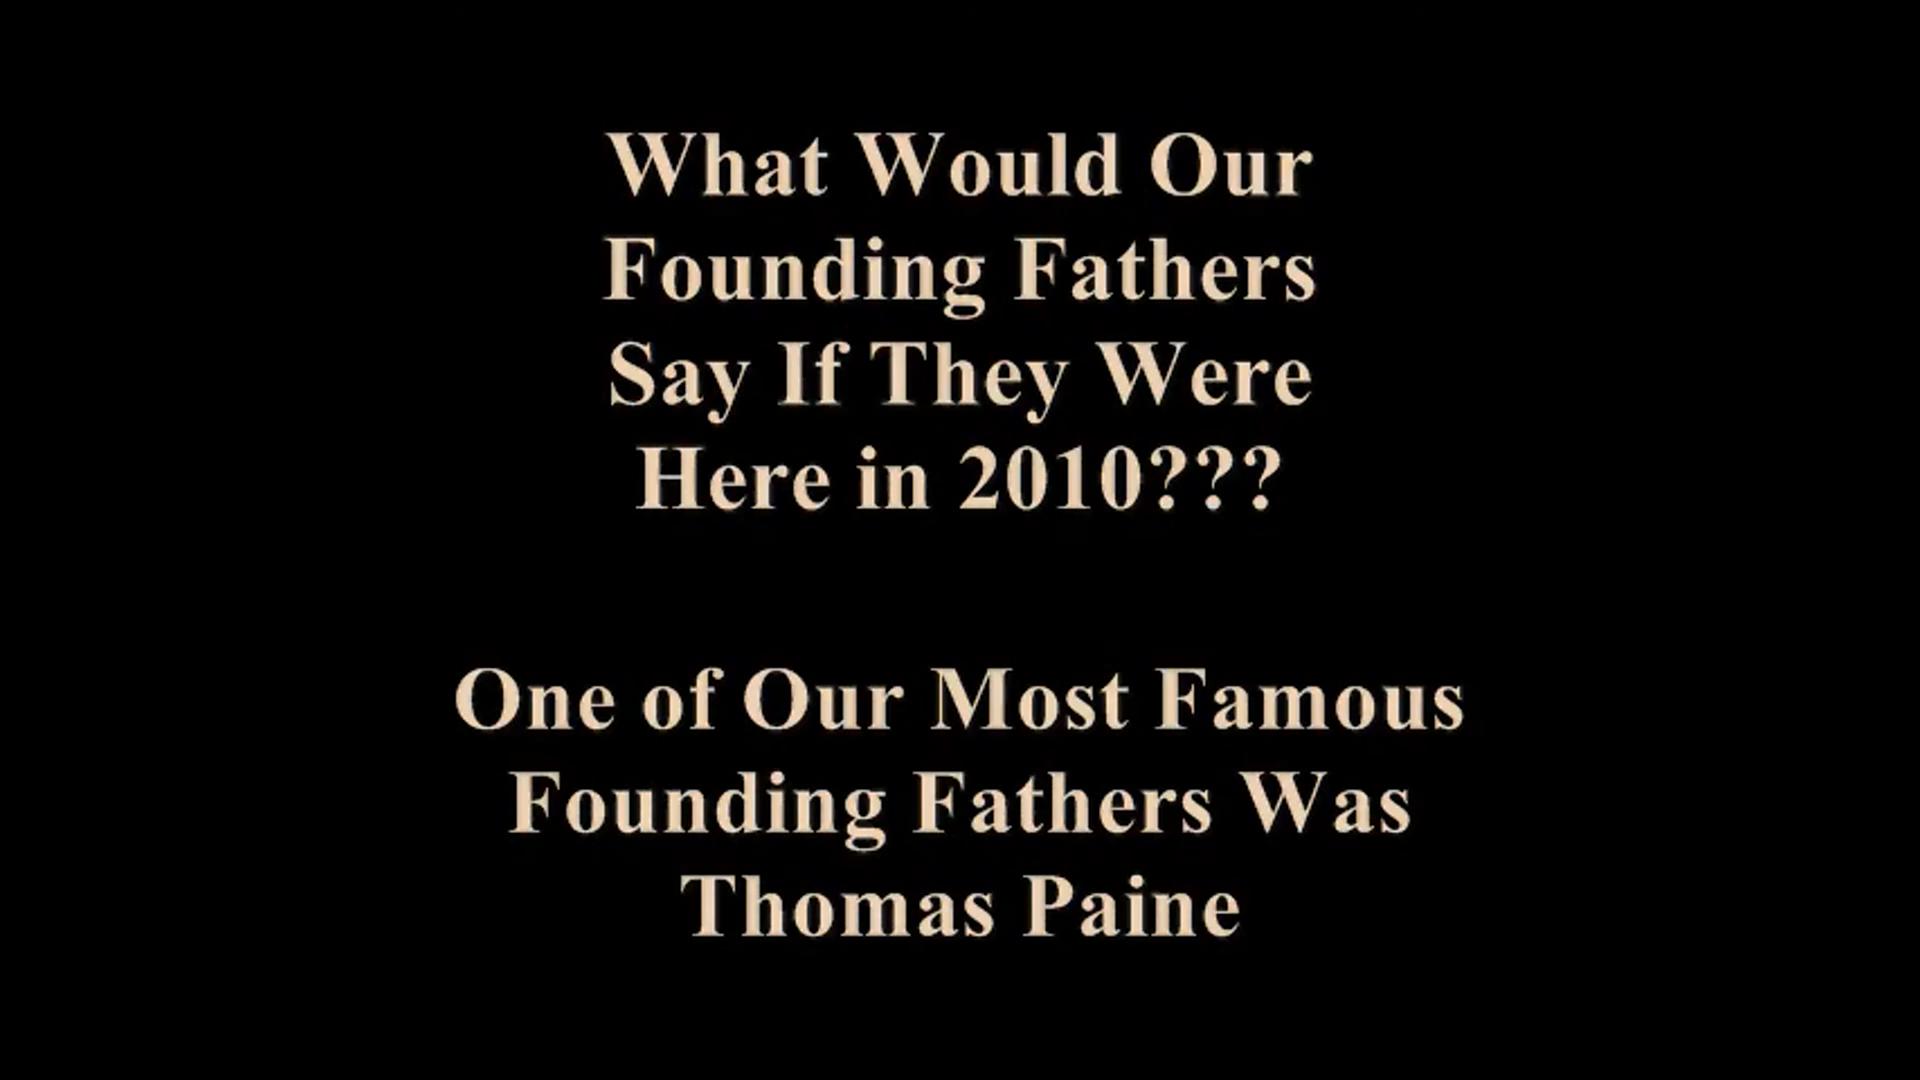 What Would Our
Founding Fathers
Say If They Were
Here in 2010???
One of Our Most Famous
Founding Fathers Was
Thomas Paine